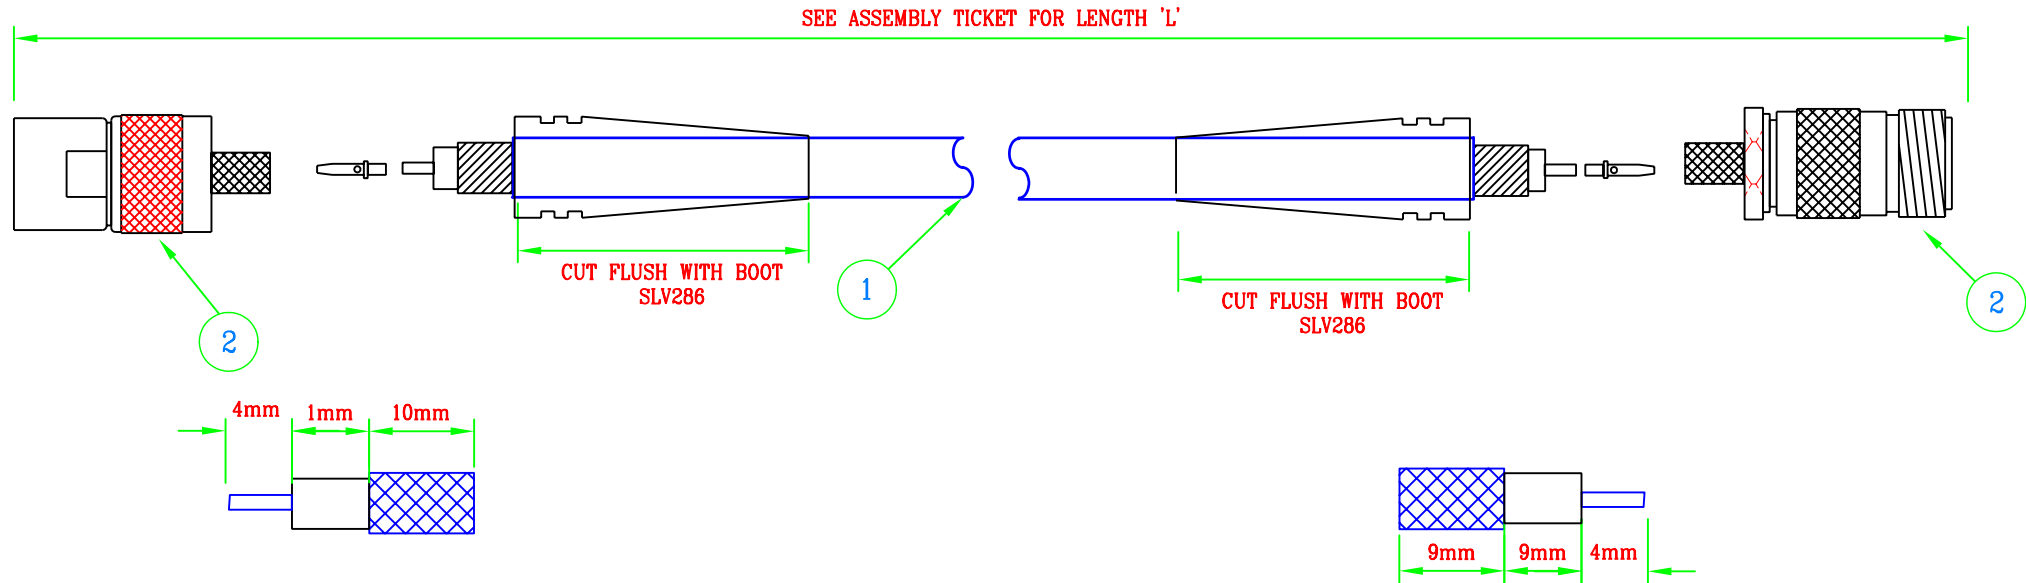 SEE ASSEMBLY TICKET FOR LENGTH 'L'
CUT FLUSH WITH BOOT
SLV286
1
CUT FLUSH WITH BOOT
SLV286
2
2
4mm 1mm 10mm
9mm 9mm 4mm